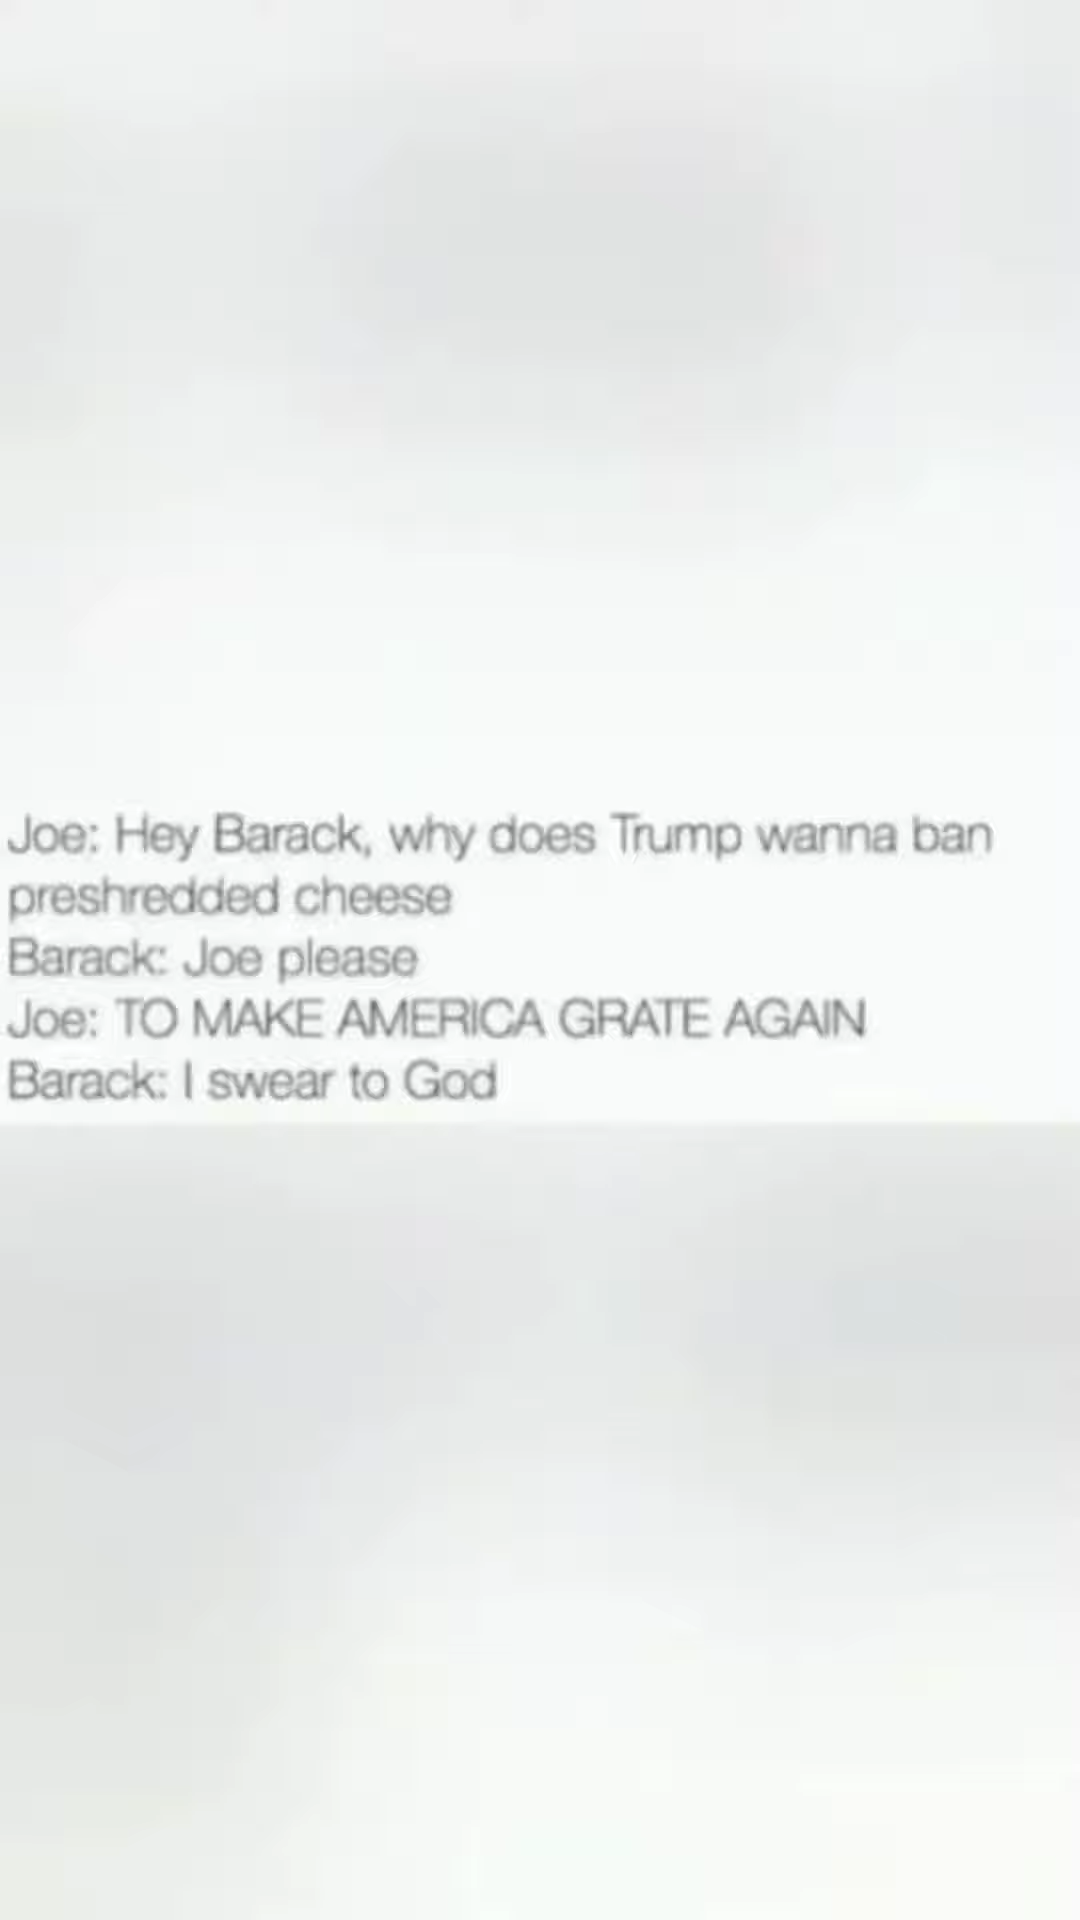 Joe: Hey Barack, why does Trump wanna ban
preshredded cheese
Barack: Joe please
Joe: TO MAKE AMERICA GRATE AGAIN
Barack: I swear to God